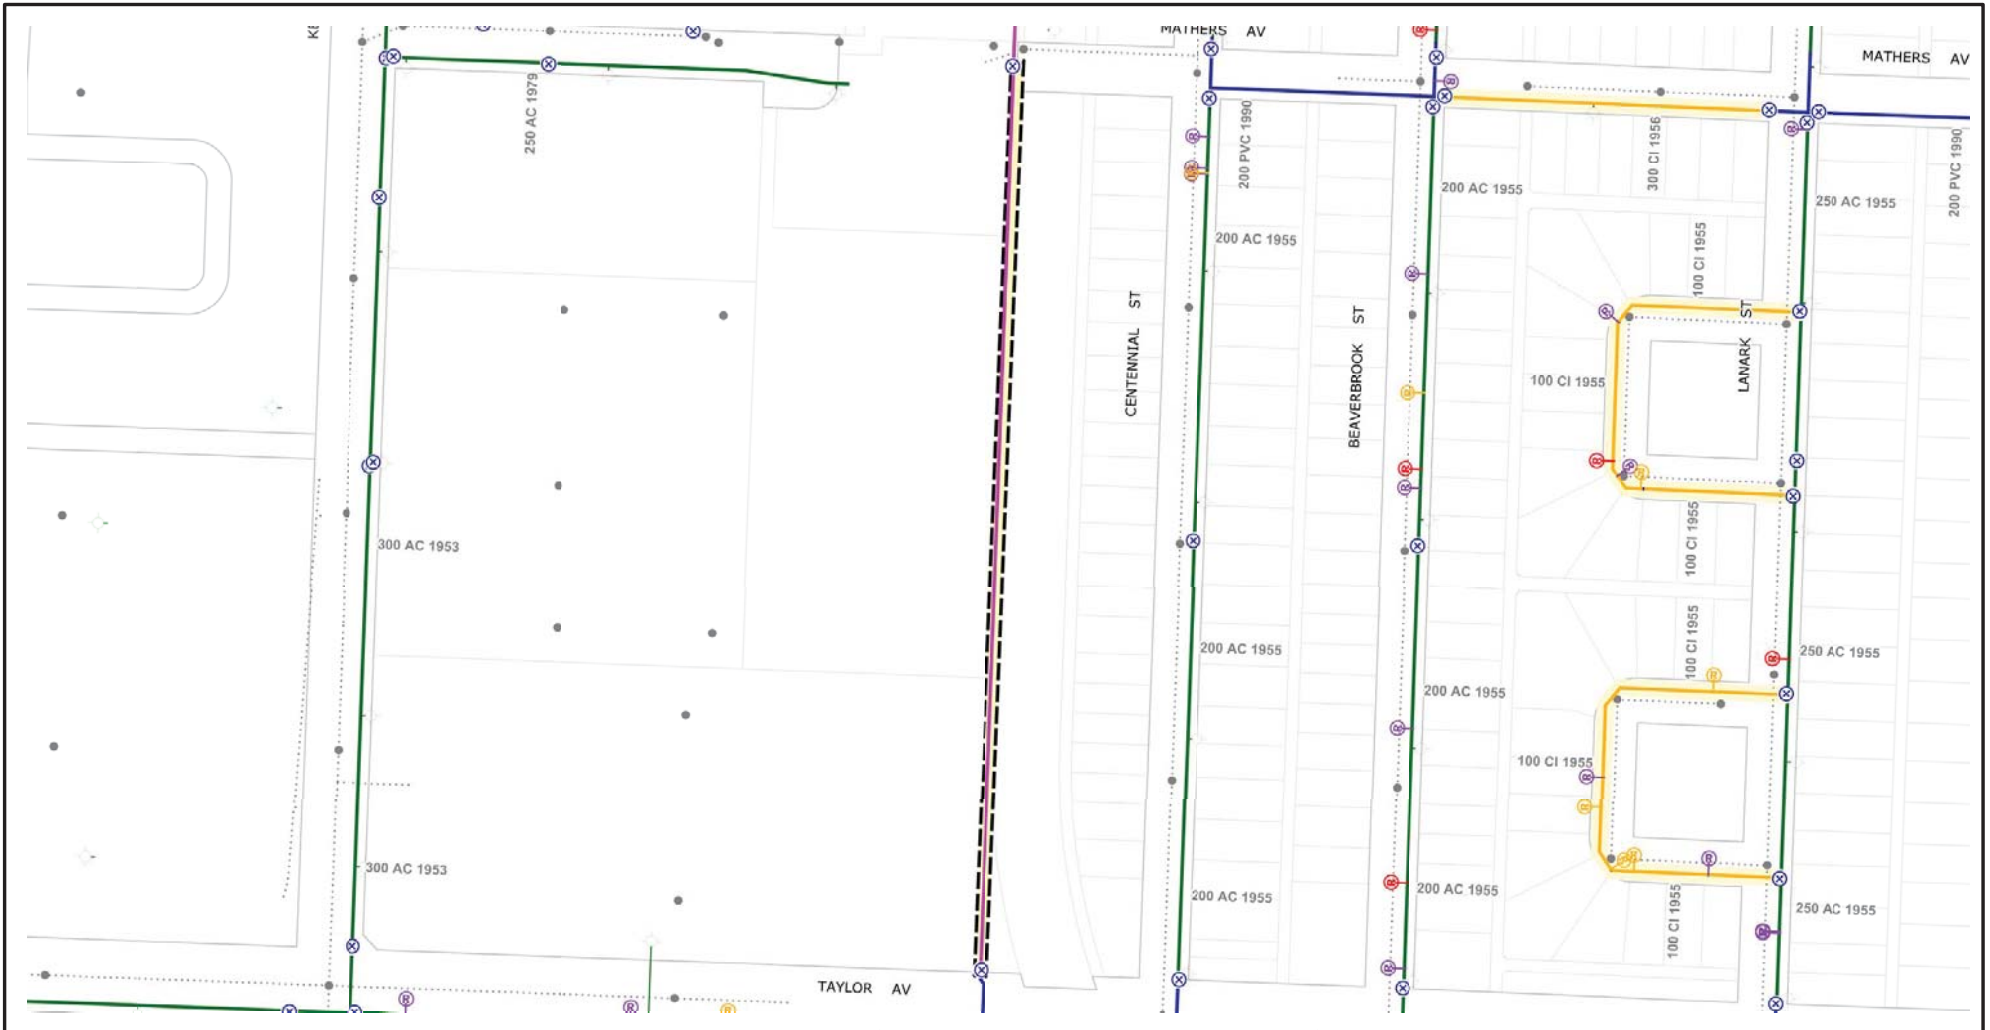 MATHERS AV
MATHERS AV
250 AC 1979
200 PVC 1990
300 CI 1956
200 PVC 1990
200 AC 1955
250 AC 1955
200 AC 1955
100 CI 1955
CENTENNIAL ST
BEAVERBROOK ST
LANARK ST
100 CI 1955
300 AC 1953
100 CI 1955
200 AC 1955
100 CI 1955
250 AC 1955
200 AC 1955
100 CI 1955
300 AC 1953
200 AC 1955
200 AC 1955
100 CI 1955
250 AC 1955
TAYLOR AV